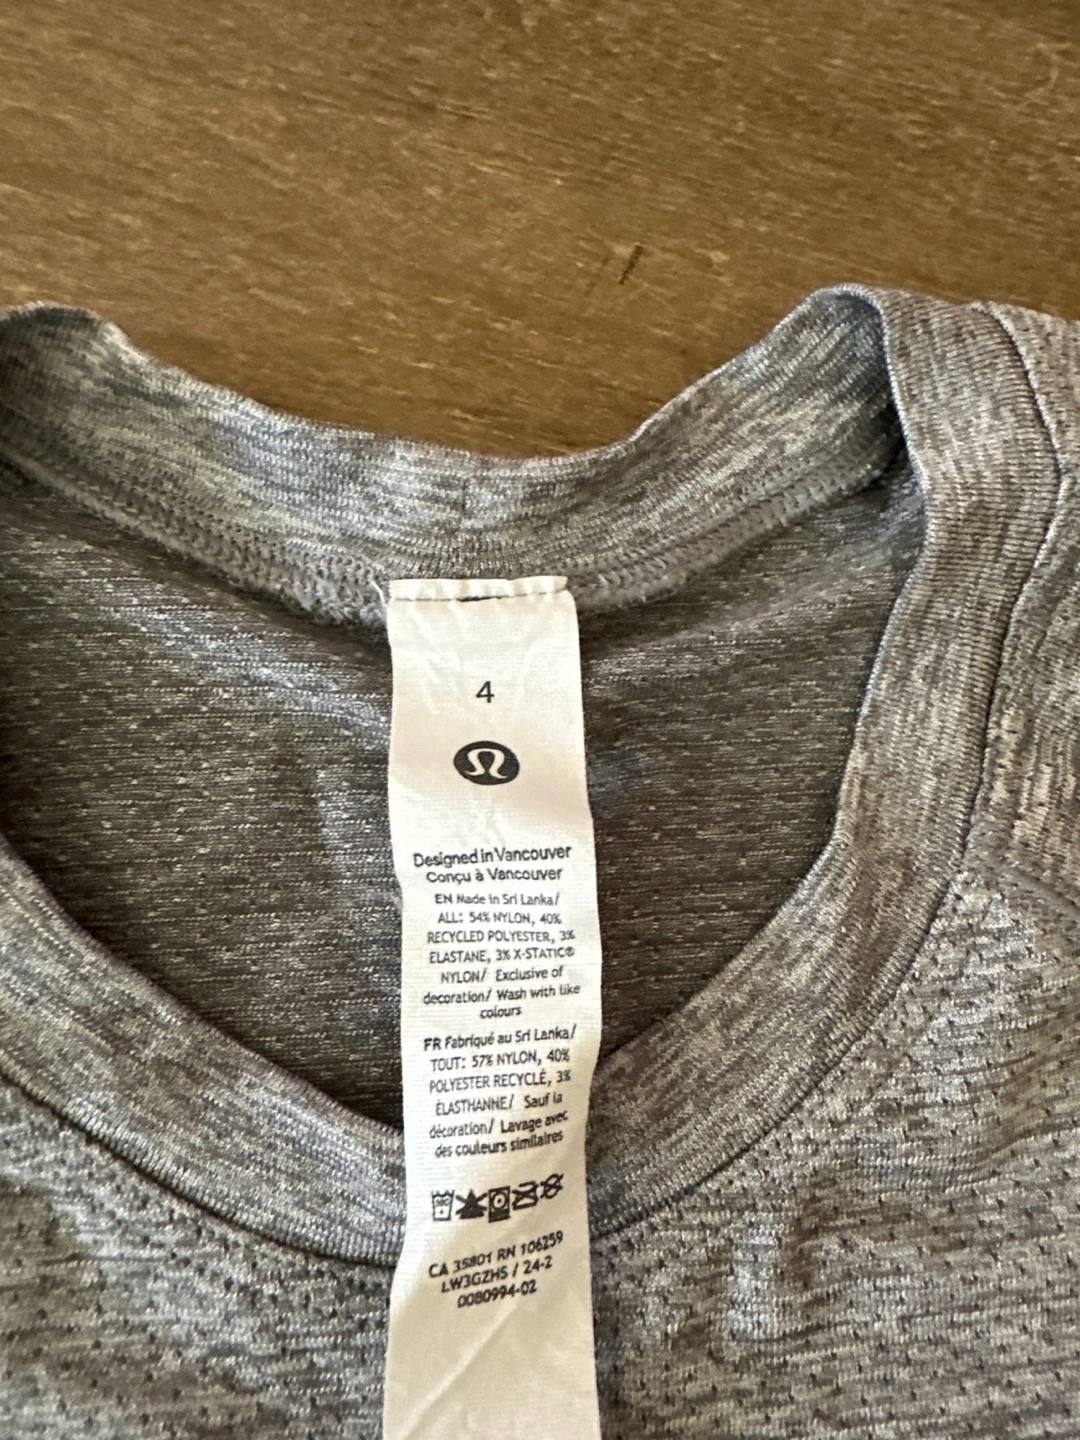 4
Designed in Vancouver
Conçu à Vancouver
EN Made in Sri Lanka/
ALL: 54% NYLON, 40%
RECYCLED POLYESTER, 3%
ELASTANE, 3% X-STATIC®
NYLON/ Exclusive of
decoration/ Wash with like
colours
FR Fabriqué au Sri Lanka/
TOUT: 57% NYLON, 40%
POLYESTER RECYCLÉ, 3%
ÉLASTHANNE/ Sauf la
décoration/ Lavage avec
des couleurs similaires
CA 35801 RN 106259
LW3GZHS / 24-2
0080994-02